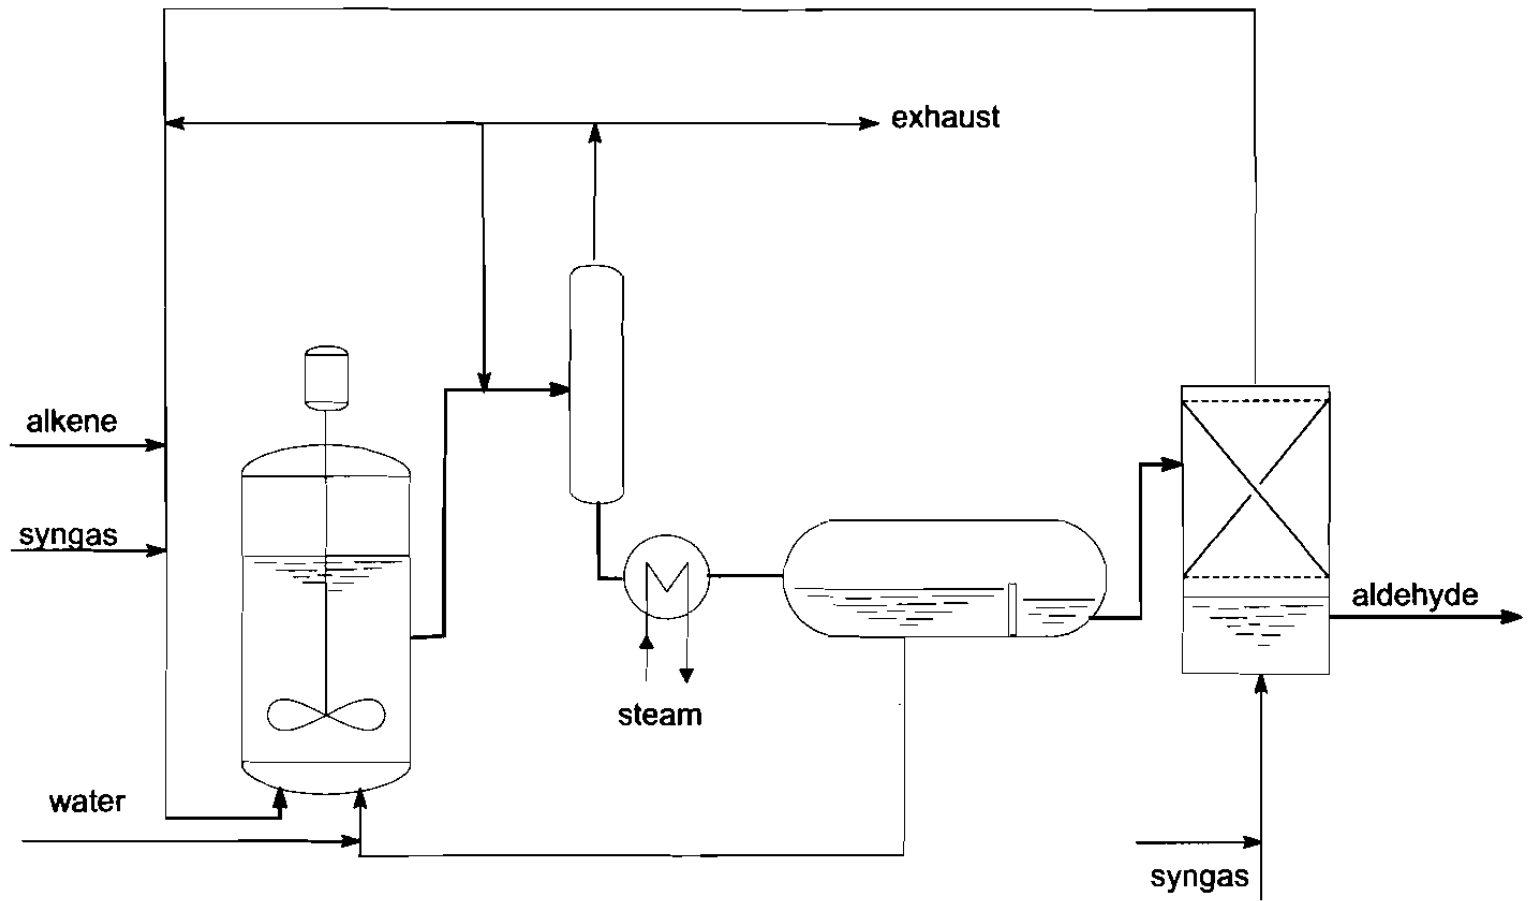 exhaust
alkene
syngas
aldehyde
steam
water
syngas